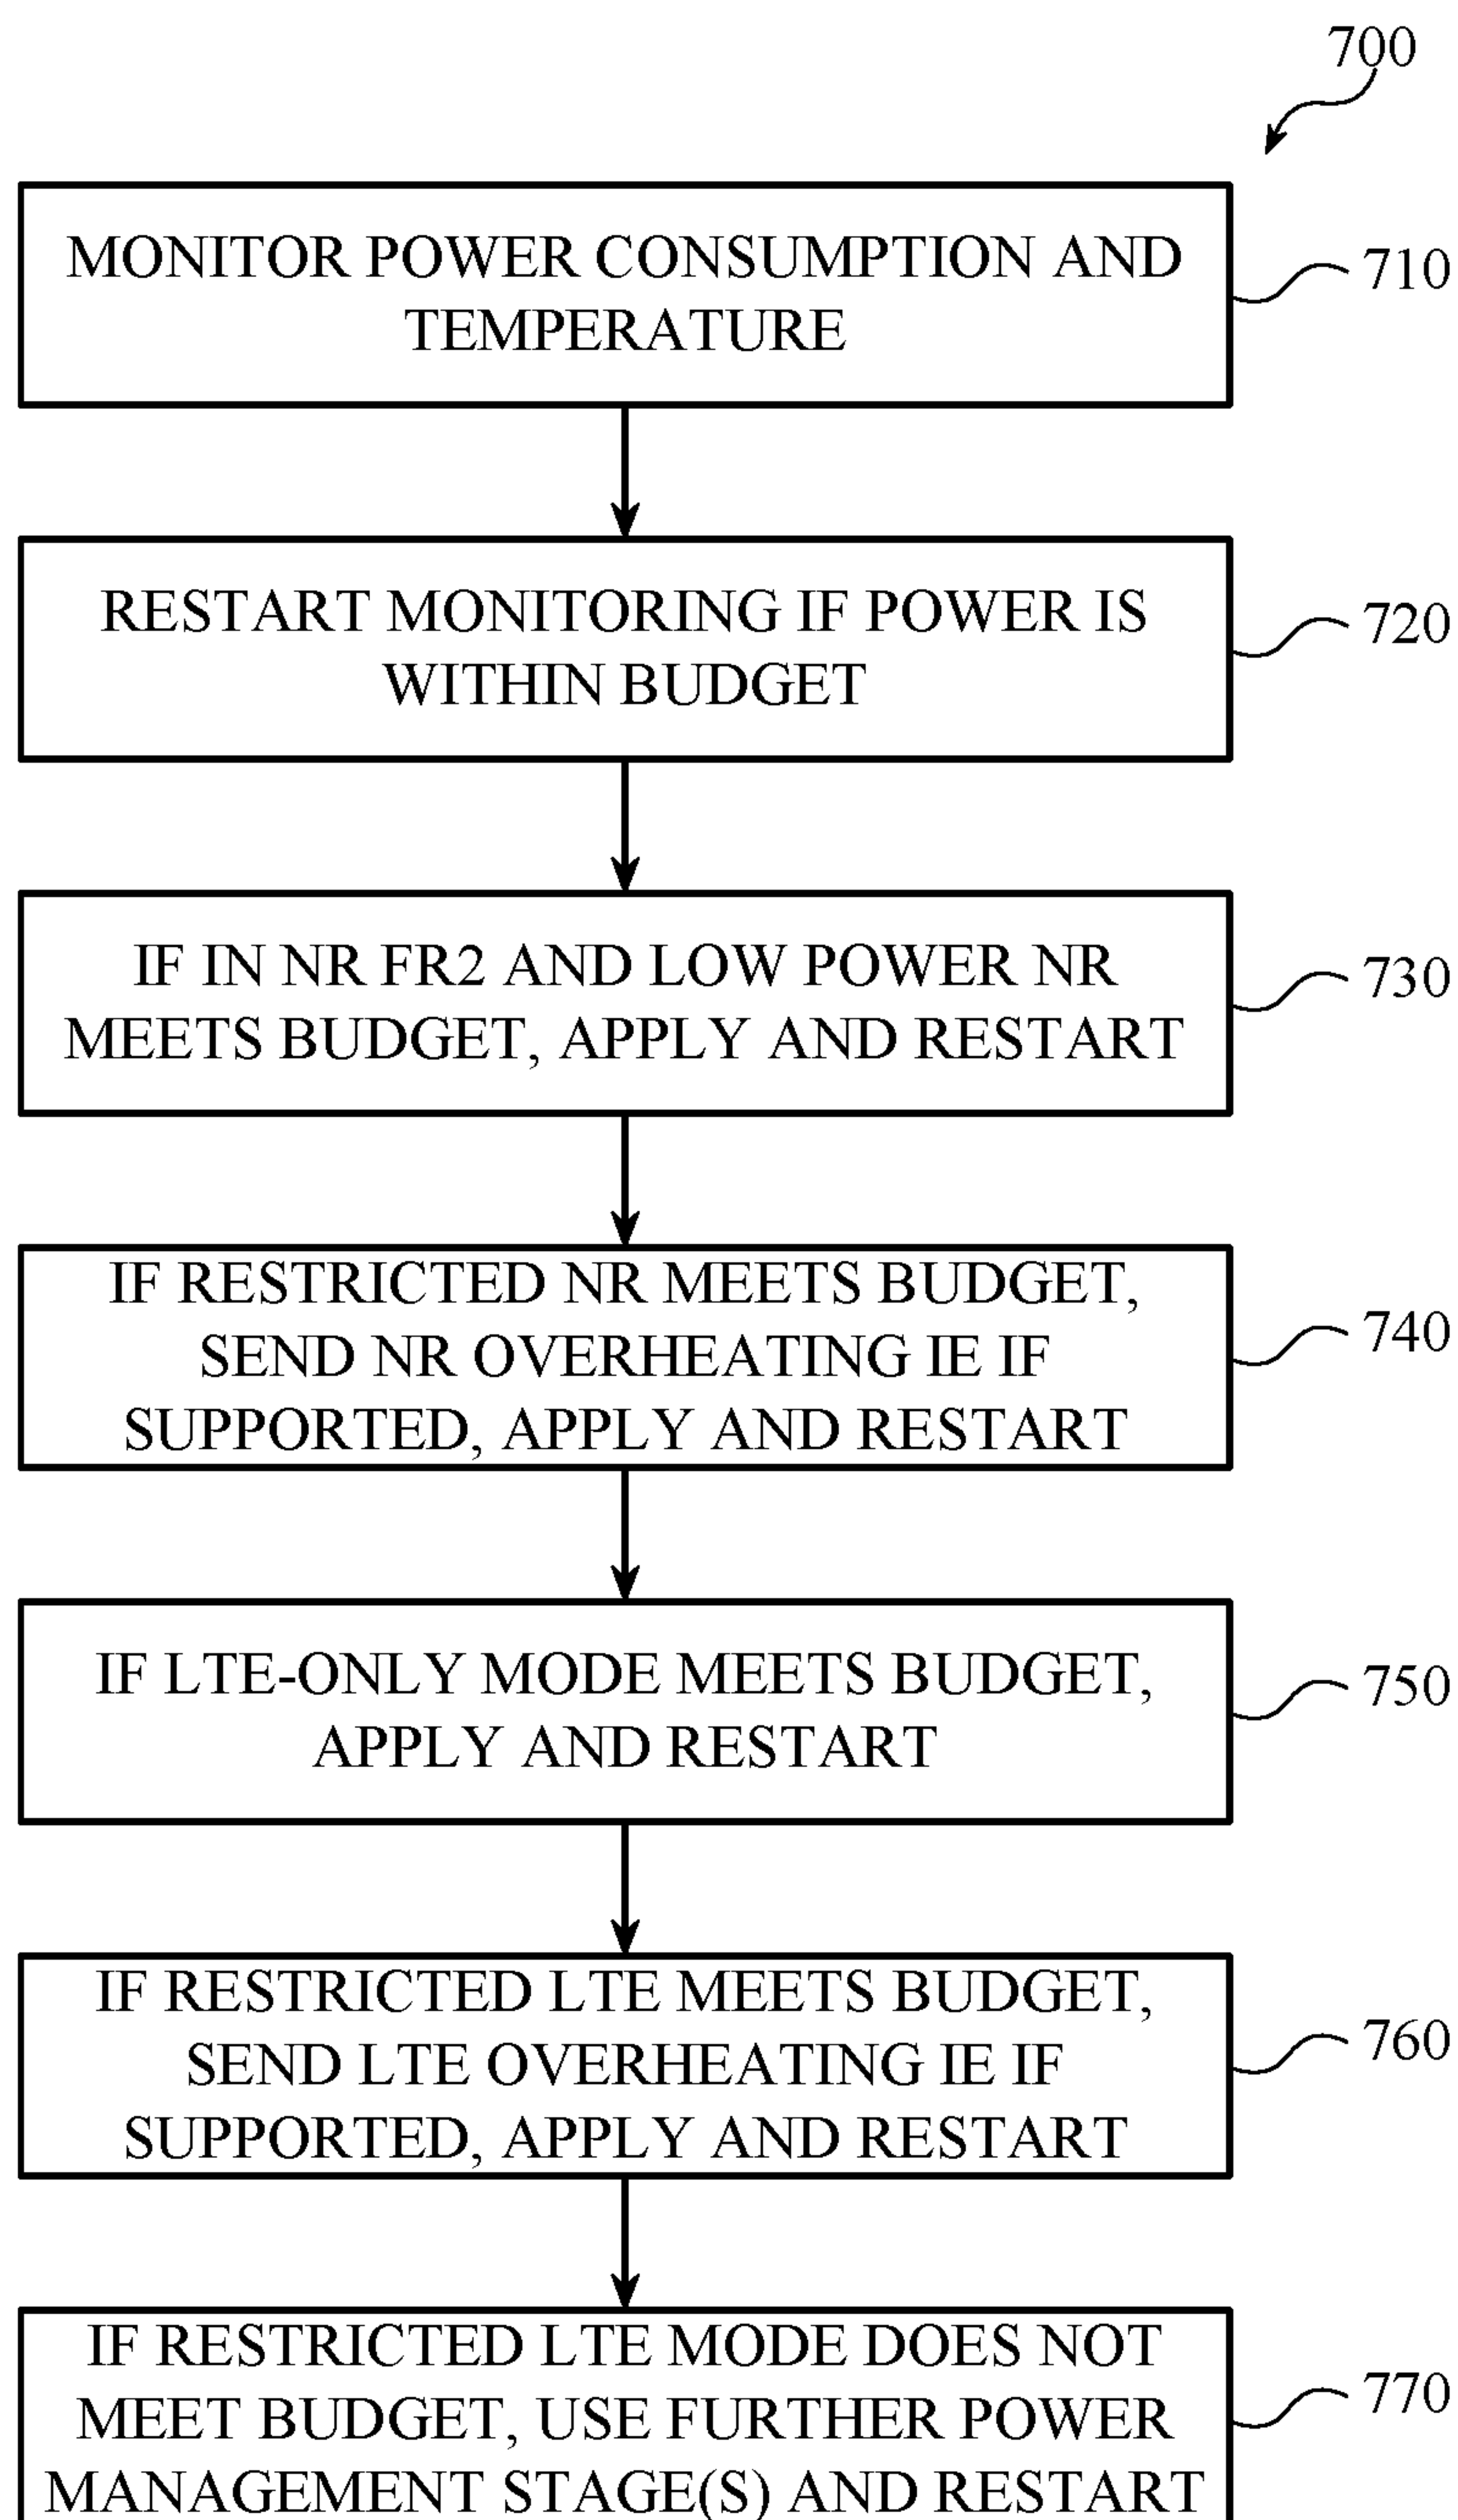 700
MONITOR POWER CONSUMPTION AND
TEMPERATURE
710
RESTART MONITORING IF POWER IS
WITHIN BUDGET
720
IF IN NR FR2 AND LOW POWER NR
MEETS BUDGET, APPLY AND RESTART
730
IF RESTRICTED NR MEETS BUDGET,
SEND NR OVERHEATING IE IF
SUPPORTED, APPLY AND RESTART
740
IF LTE-ONLY MODE MEETS BUDGET,
APPLY AND RESTART
750
IF RESTRICTED LTE MEETS BUDGET,
SEND LTE OVERHEATING IE IF
SUPPORTED, APPLY AND RESTART
760
IF RESTRICTED LTE MODE DOES NOT
MEET BUDGET, USE FURTHER POWER
MANAGEMENT STAGE(S) AND RESTART
770